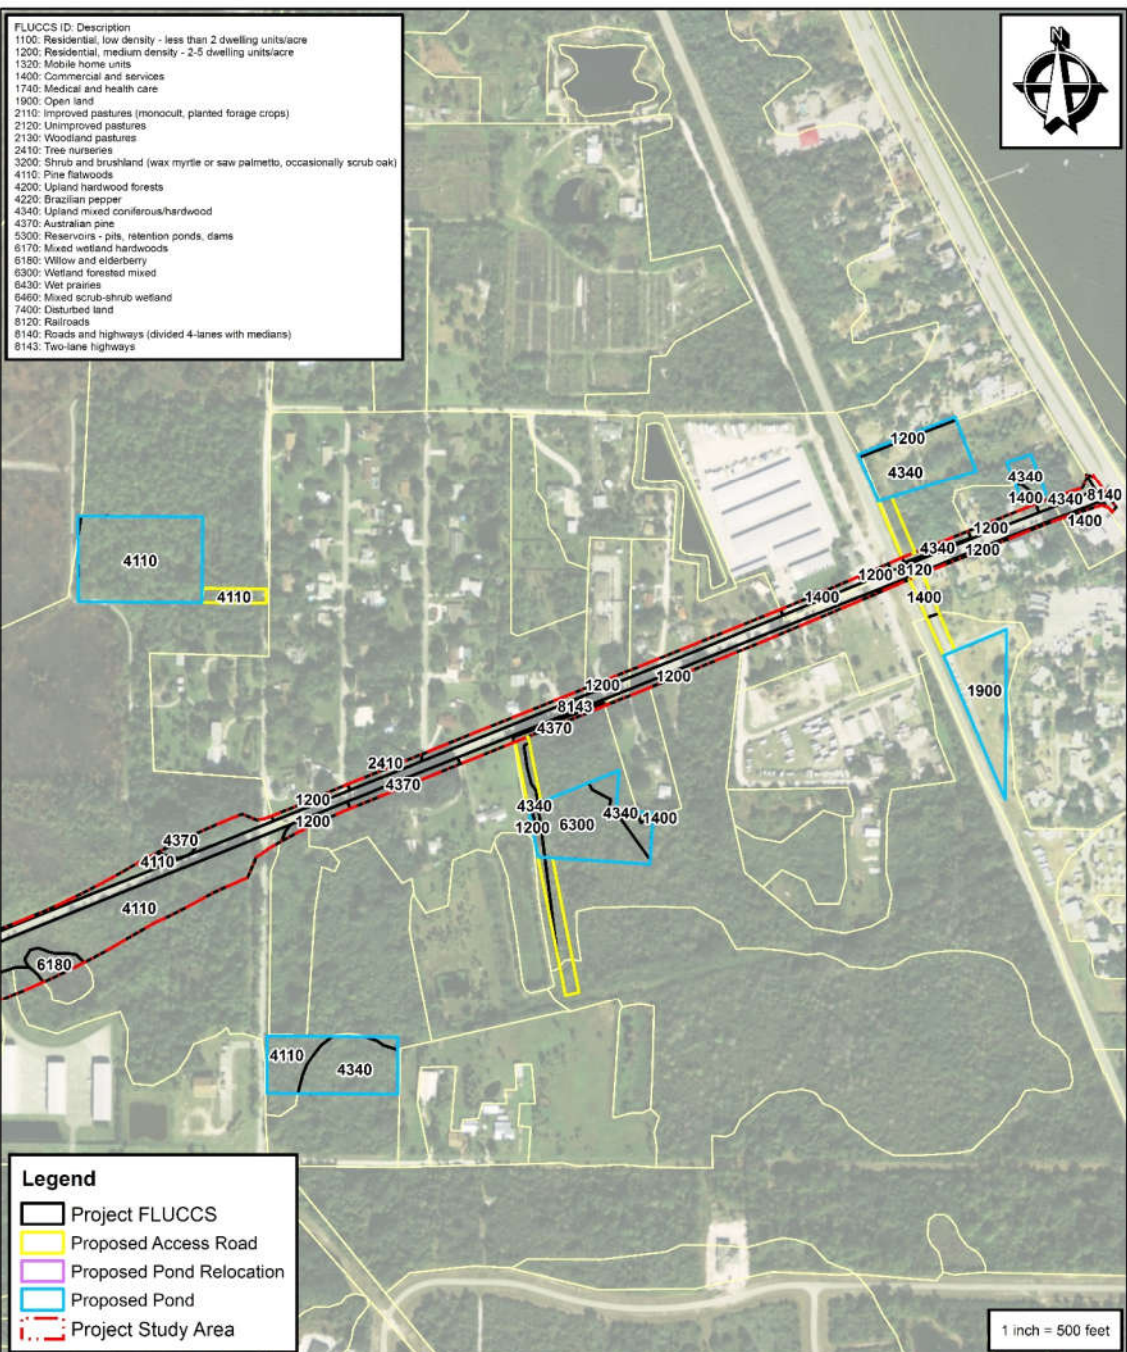 FLUCCS ID: Description
1100: Residential, low density - less than 2 dwelling units/acre
1200: Residential, medium density - 2-5 dwelling units/acre
1320: Mobile home units
1400: Commercial and services
1740: Medical and health care
1900: Open land
2110: Improved pastures (monocult, planted forage crops)
2120: Unimproved pastures
2130: Woodland pastures
2410: Tree nurseries
3200: Shrub and brushland (wax myrtle or saw palmetto, occasionally scrub oak)
4110: Pine flatwoods
4200: Upland hardwood forests
4220: Brazilian pepper
4340: Upland mixed coniferous/hardwood
4370: Australian pine
5300: Reservoirs - pits, retention ponds, dams
6170: Mixed wetland hardwoods
6180: Willow and elderberry
6300: Wetland forested mixed
6430: Wet prairies
6460: Mixed scrub-shrub wetland
7400: Disturbed land
8120: Railroads
8140: Roads and highways (divided 4-lanes with medians)
8143: Two-lane highways
N
1200
4340
4340
1400 4340 8140
1400
1200
4340 1200
8120
1200
1400 1400
4110
4110
1900
1200 1200
8143
4370
2410
4370
1200
1200
4340 4340 1400
1200 6300
4370
4110
4110
6180
4110
4340
Legend
Project FLUCCS
Proposed Access Road
Proposed Pond Relocation
Proposed Pond
Project Study Area
1 inch = 500 feet